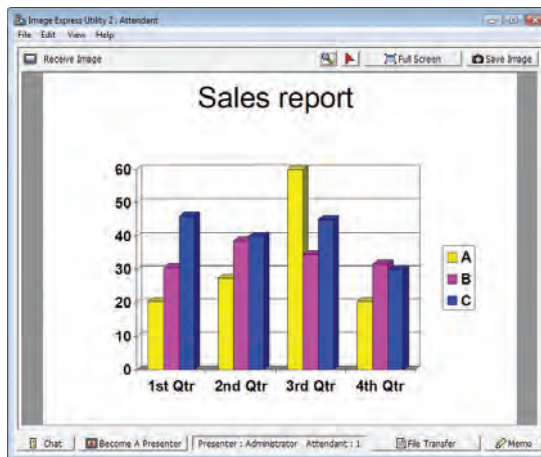 Image Express Utility 2 : Attendant
File Edit View Help
Receive Image
Full Screen
Save Image
Sales report
60
50
40
30
20
10
0
1st Qtr 2nd Qtr 3rd Qtr 4th Qtr
A
B
C
Chat
Become A Presenter
Presenter : Administrator Attendant : 1
File Transfer
Memo